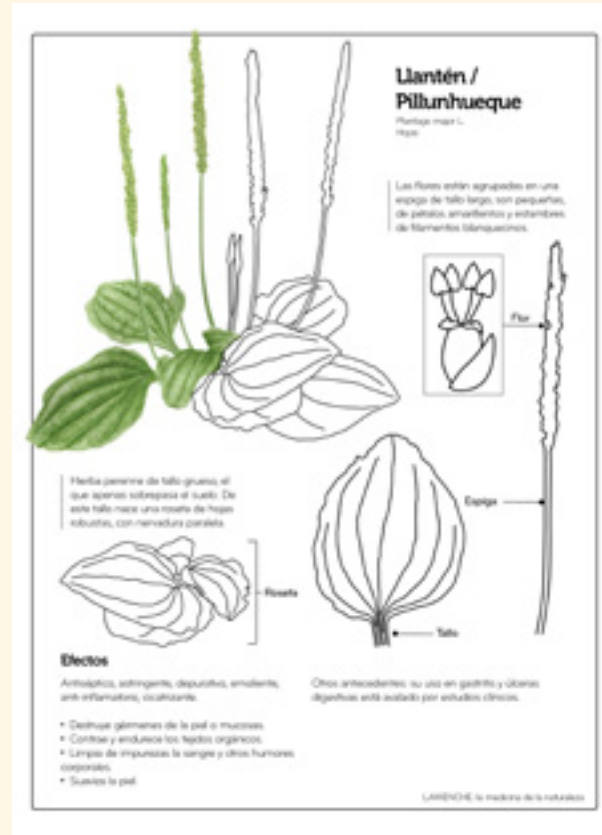 Llantén /
Pillunhueque
Plantago major L.
Hojas
Las flores están agrupadas en una
espiga de tallo largo, son pequeñas,
de pétalos amarillentos y estambres
de filamentos blanquecinos.
Flor
Espiga
Hierba perenne de tallo grueso, el
que apenas sobrepasa el suelo. De
este tallo nace una roseta de hojas
robustas, con nervadura paralela.
Roseta
Tallo
Efectos
Antiséptica, astringente, depurativa, emoliente,
anti-inflamatoria, cicatrizante.
• Destruye gérmenes de la piel o mucosas.
• Contrae y endurece los tejidos orgánicos.
• Limpia de impurezas la sangre y otros humores
corporales.
• Suaviza la piel.
Otros antecedentes: su uso en gastritis y úlceras
digestivas está avalado por estudios clínicos.
la medicina de la naturaleza